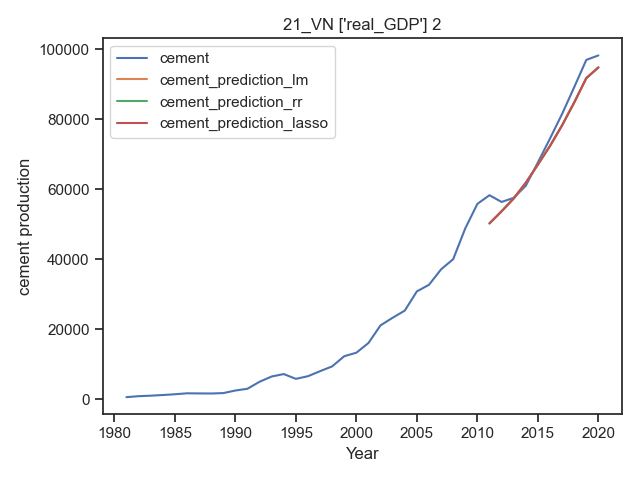 21_VN ['real_GDP'] 2
cement
cement_prediction_lm
cement_prediction_rr
cement_prediction_lasso
cement production
100000
80000
60000
40000
20000
0
1980 1985 1990 1995 2000 2005 2010 2015 2020
Year